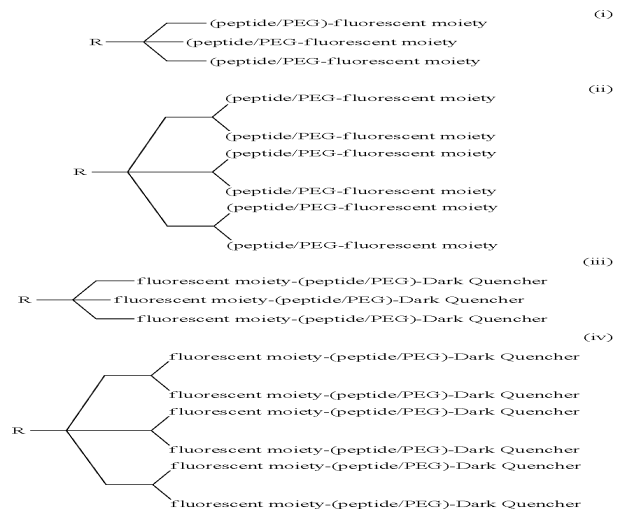 (i)
(peptide/PEG)-fluorescent moiety
R (peptide/PEG-fluorescent moiety
(peptide/PEG-fluorescent moiety
(ii)
(peptide/PEG-fluorescent moiety
(peptide/PEG-fluorescent moiety
(peptide/PEG-fluorescent moiety
R
(peptide/PEG-fluorescent moiety
(peptide/PEG-fluorescent moiety
(peptide/PEG-fluorescent moiety
(iii)
fluorescent moiety-(peptide/PEG)-Dark Quencher
R fluorescent moiety-(peptide/PEG)-Dark Quencher
fluorescent moiety-(peptide/PEG)-Dark Quencher
(iv)
fluorescent moiety-(peptide/PEG)-Dark Quencher
fluorescent moiety-(peptide/PEG)-Dark Quencher
fluorescent moiety-(peptide/PEG)-Dark Quencher
R
fluorescent moiety-(peptide/PEG)-Dark Quencher
fluorescent moiety-(peptide/PEG)-Dark Quencher
fluorescent moiety-(peptide/PEG)-Dark Quencher